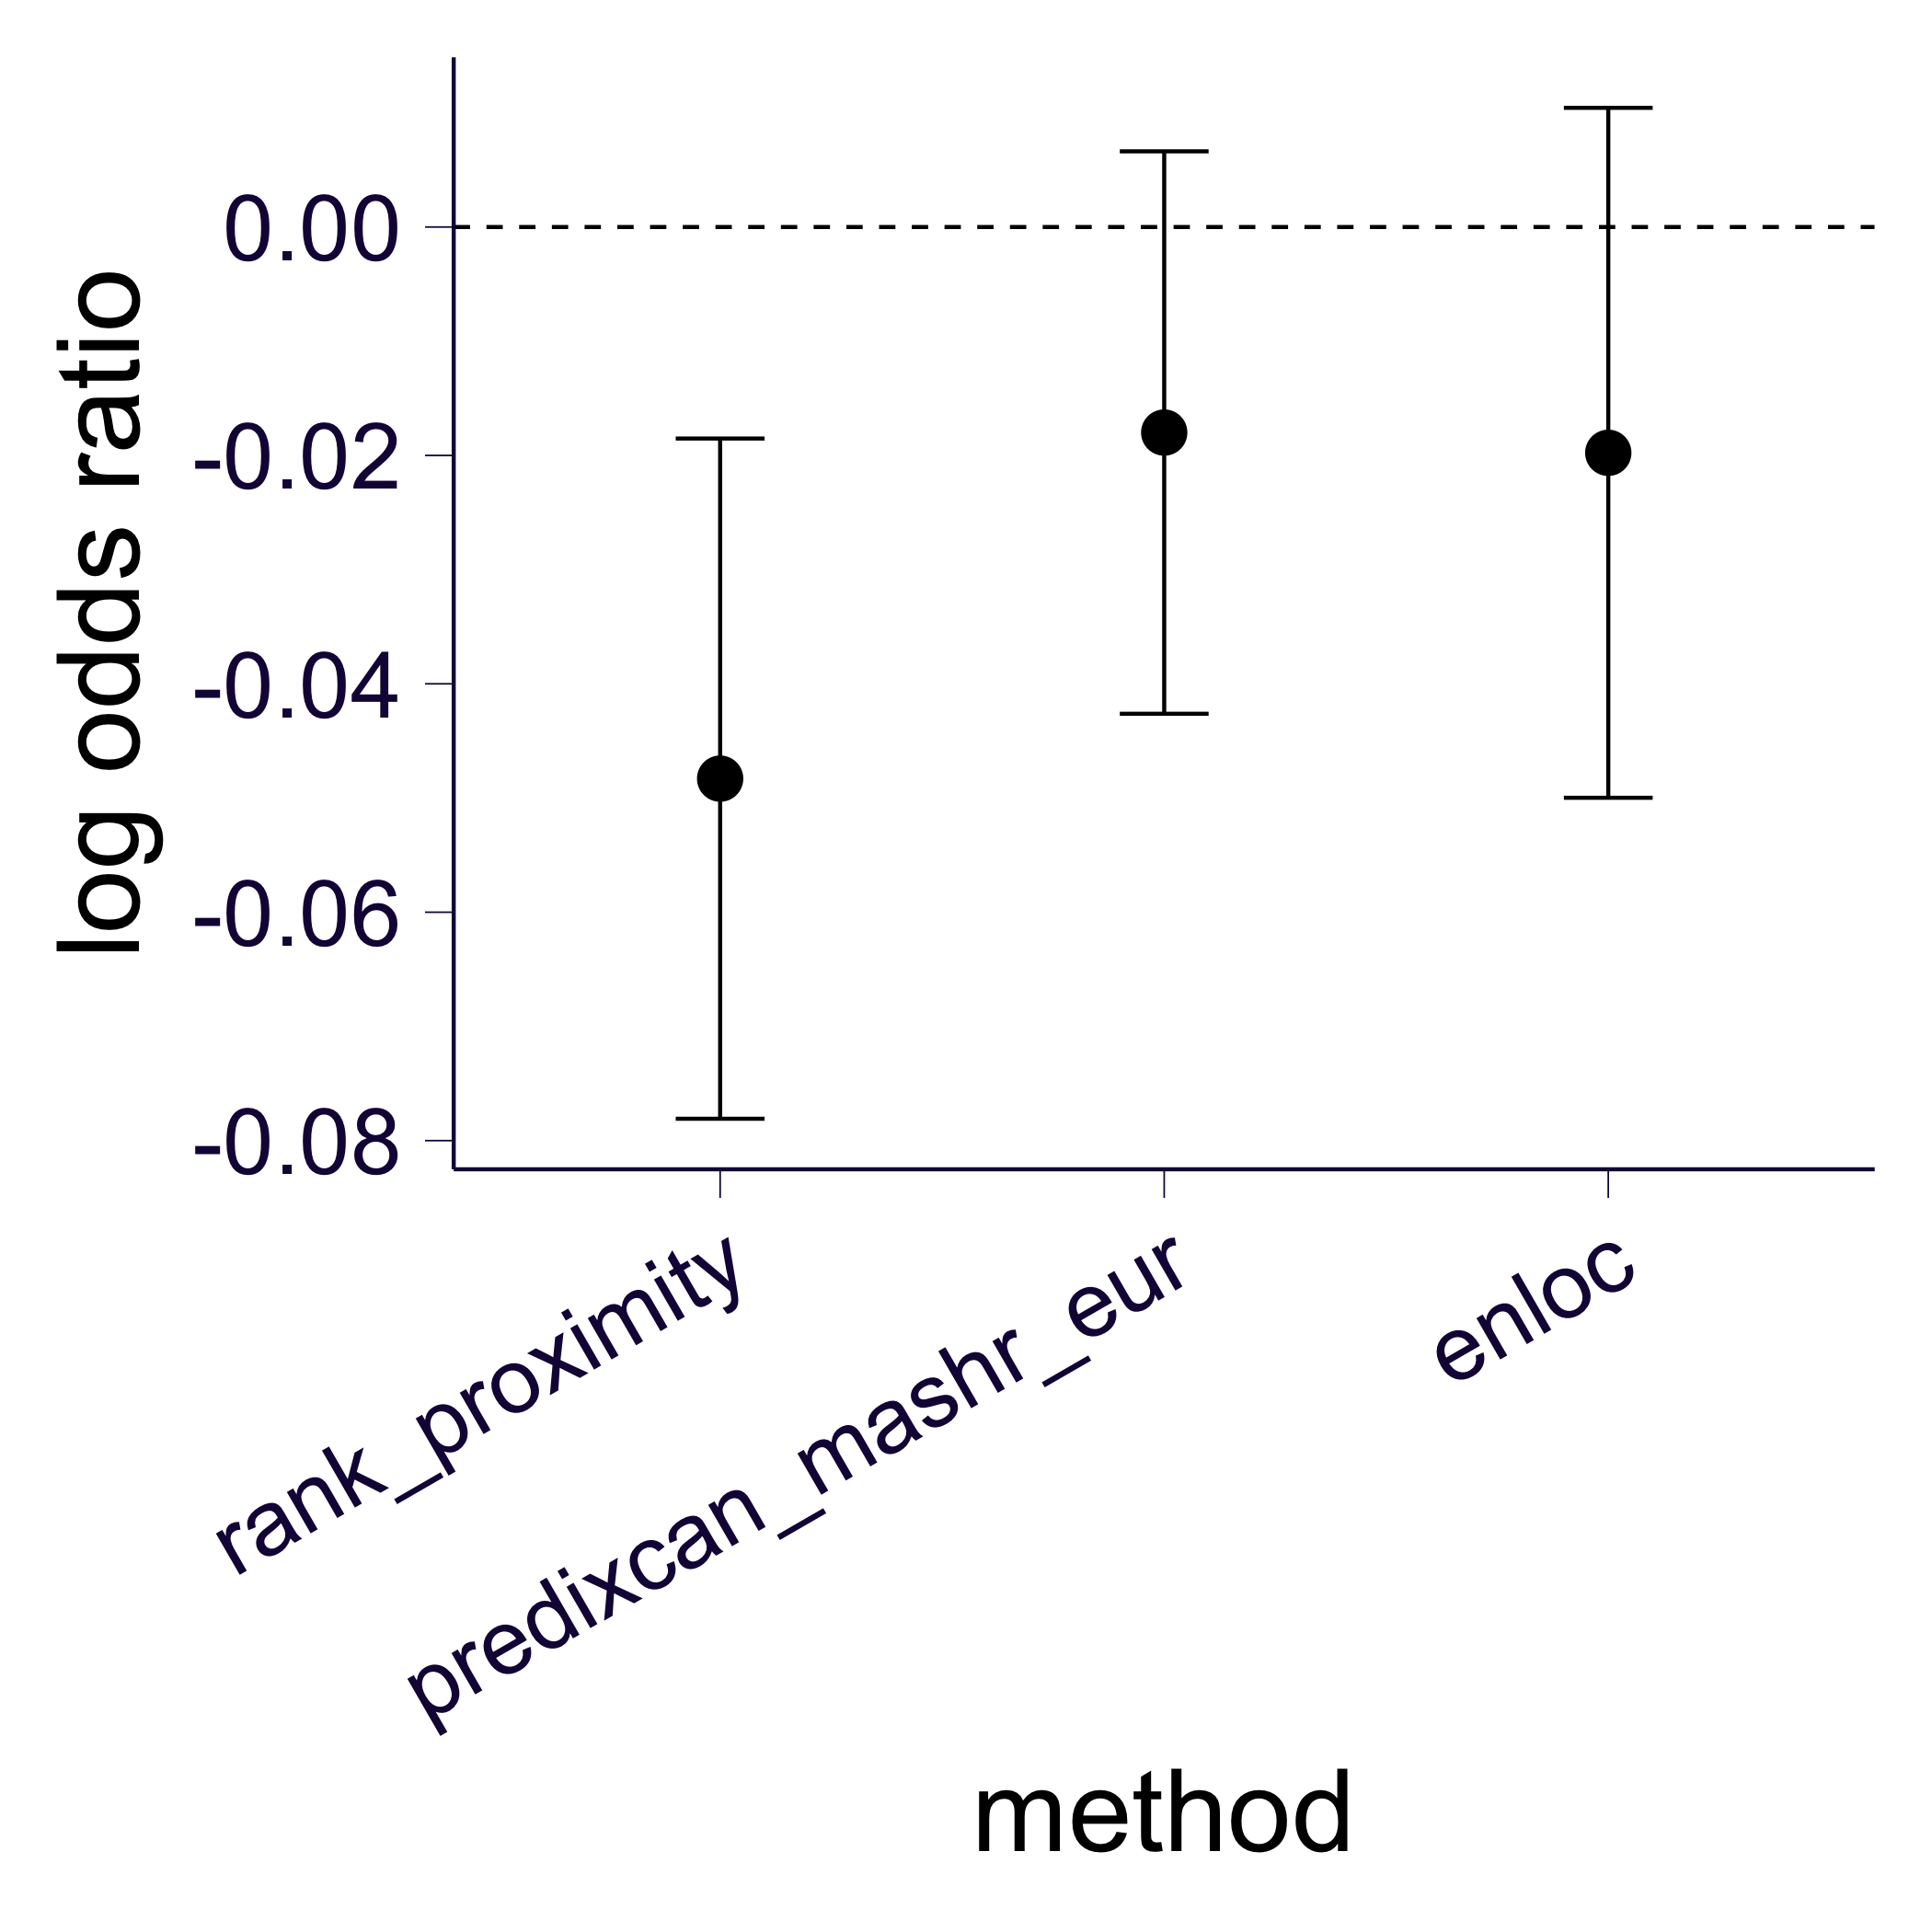 log odds ratio
0.00
-0.02
-0.04
-0.06
-0.08
rank_proximity
predixcan_mashr_eur
enloc
method